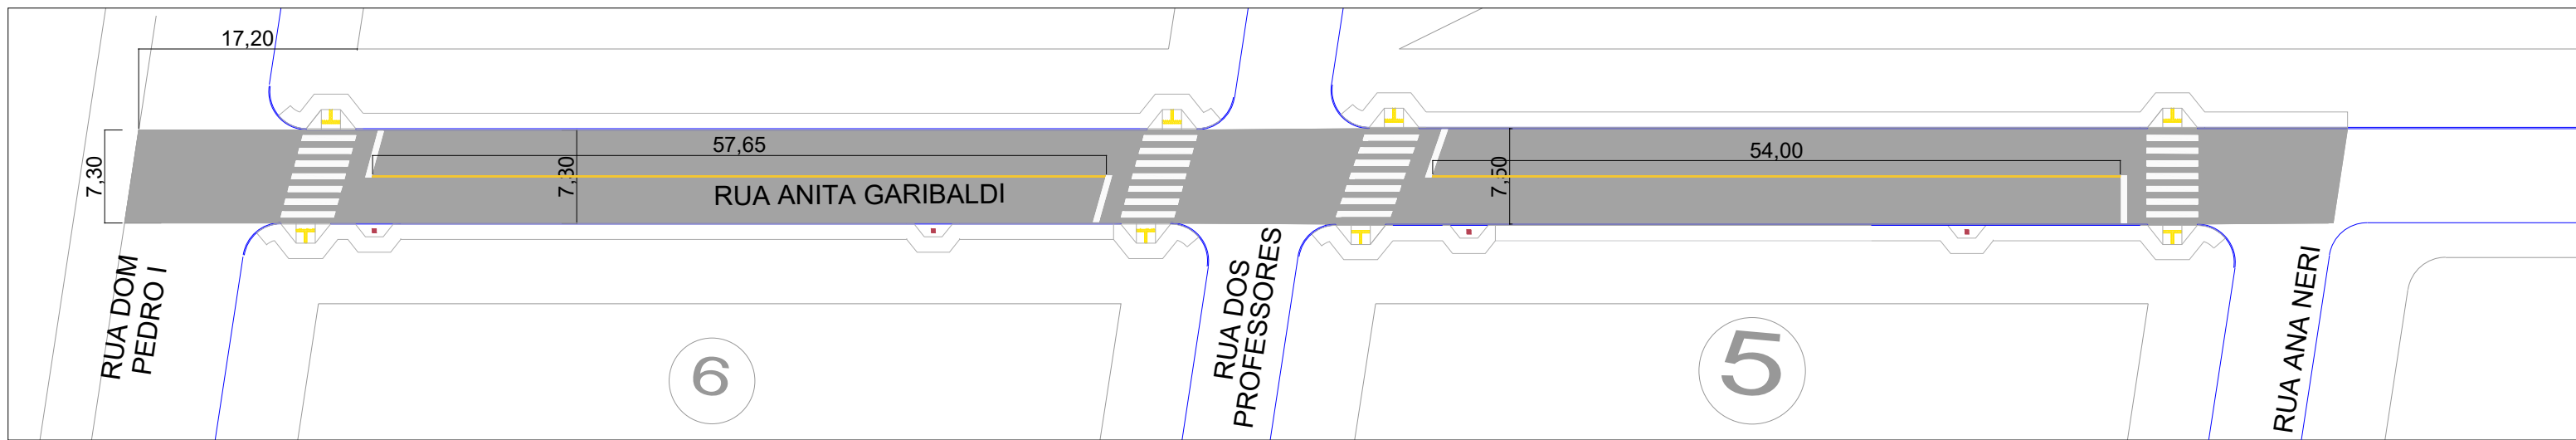 17,20
7,30
57,65
7,30
RUA ANITA GARIBALDI
54,00
7,50
RUA DOM
PEDRO I
6
RUA DOS
PROFESSORES
5
RUA ANA NERI